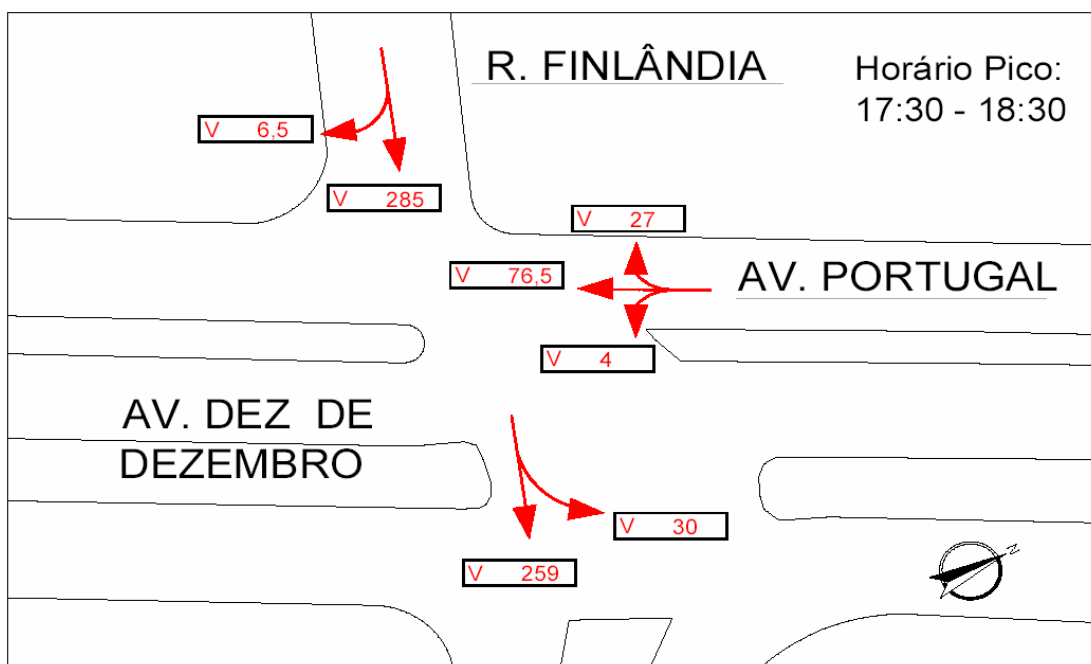 R. FINLÂNDIA
Horário Pico:
17:30 - 18:30
V 6,5
V 285
V 27
V 76,5
AV. PORTUGAL
V 4
AV. DEZ DE
DEZEMBRO
V 30
V 259
N